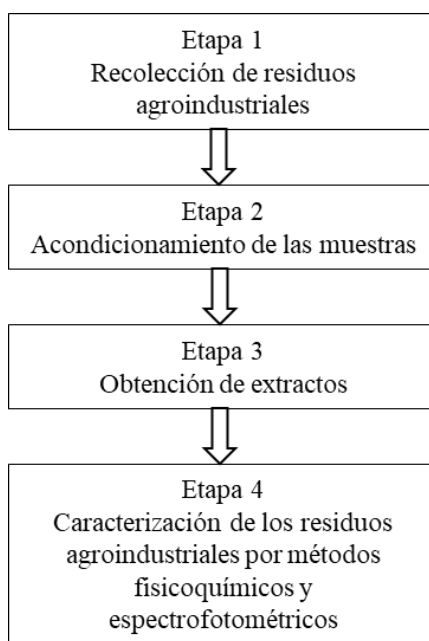 Etapa 1
Recolección de residuos
agroindustriales
Etapa 2
Acondicionamiento de las muestras
Etapa 3
Obtención de extractos
Etapa 4
Caracterización de los residuos
agroindustriales por métodos
fisicoquímicos y
espectrofotométricos